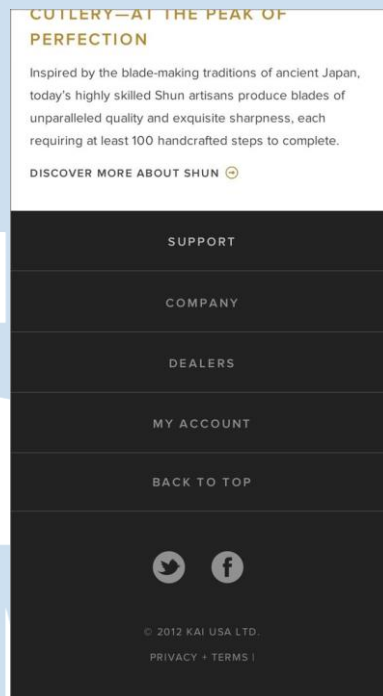 CUTLERY—AT THE PEAK OF
PERFECTION
Inspired by the blade-making traditions of ancient Japan,
today's highly skilled Shun artisans produce blades of
unparalleled quality and exquisite sharpness, each
requiring at least 100 handcrafted steps to complete.
DISCOVER MORE ABOUT SHUN
SUPPORT
COMPANY
DEALERS
MY ACCOUNT
BACK TO TOP
© 2012 KAI USA LTD.
PRIVACY + TERMS |